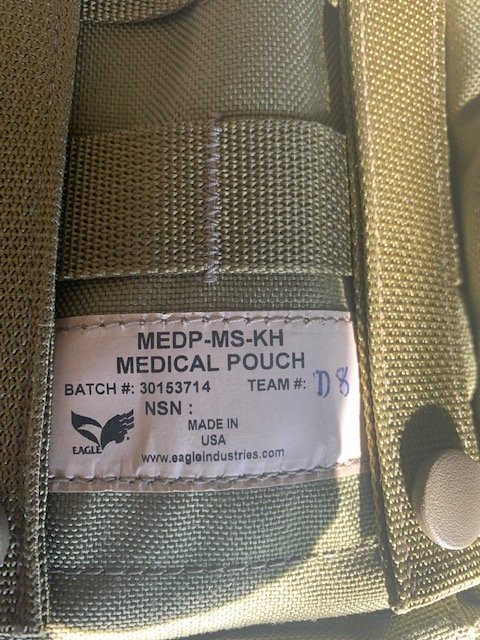 MEDP-MS-KH
MEDICAL POUCH
BATCH #: 30153714 TEAM #: D8
NSN :
EAGLE
MADE IN
USA
www.eagleindustries.com